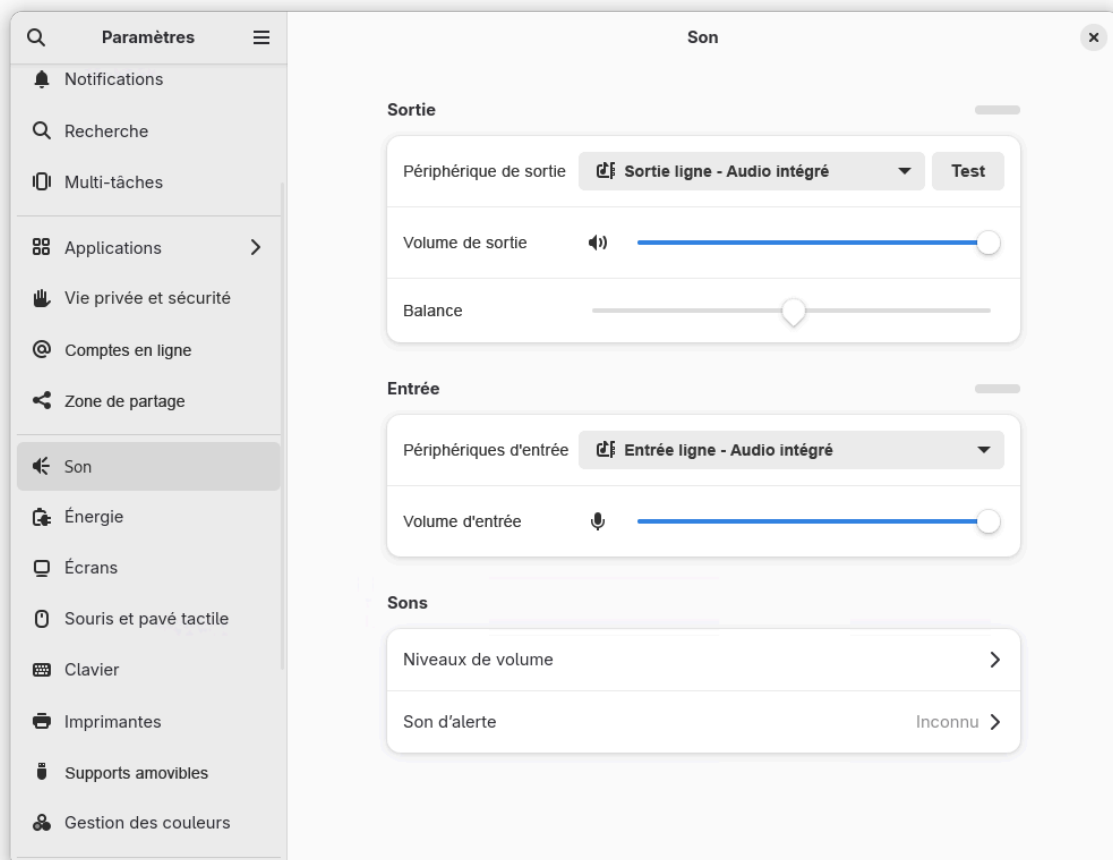 Paramètres
Son
Notifications
Recherche
Multi-tâches
Applications
Vie privée et sécurité
Comptes en ligne
Zone de partage
Son
Énergie
Écrans
Souris et pavé tactile
Clavier
Imprimantes
Supports amovibles
Gestion des couleurs
Sortie
Périphérique de sortie Sortie ligne - Audio intégré Test
Volume de sortie
Balance
Entrée
Périphériques d'entrée Entrée ligne - Audio intégré
Volume d'entrée
Sons
Niveaux de volume
Son d’alerte Inconnu